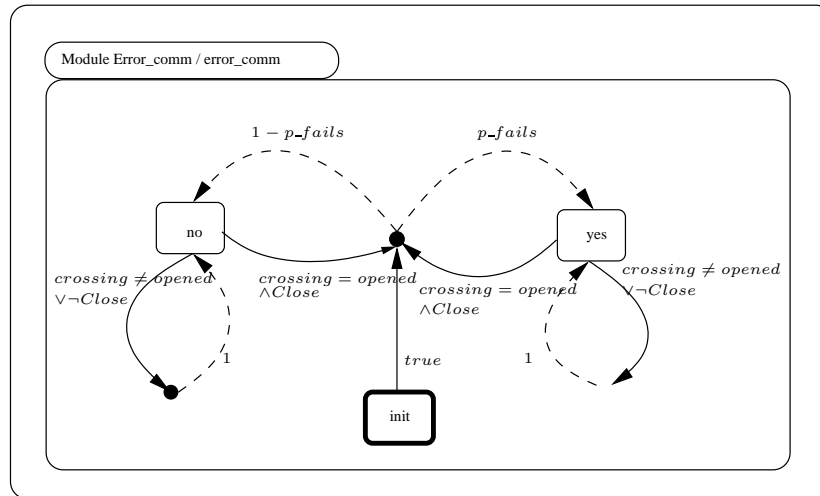 Module Error_comm / error_comm
1 − p_fails
p_fails
no
yes
crossing ≠ opened
∨¬Close
crossing = opened
∧Close
crossing = opened
∧Close
crossing ≠ opened
∨¬Close
1
true
1
init